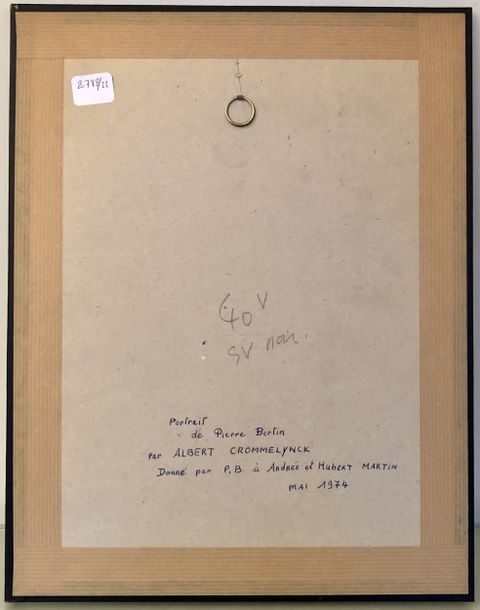 2788/22
40 V
SV noir.
Portrait
de Pierre Bertin
par ALBERT CROMMELYNCK
Donné par P.B à Andrée et Hubert MARTIN
MAI 1974